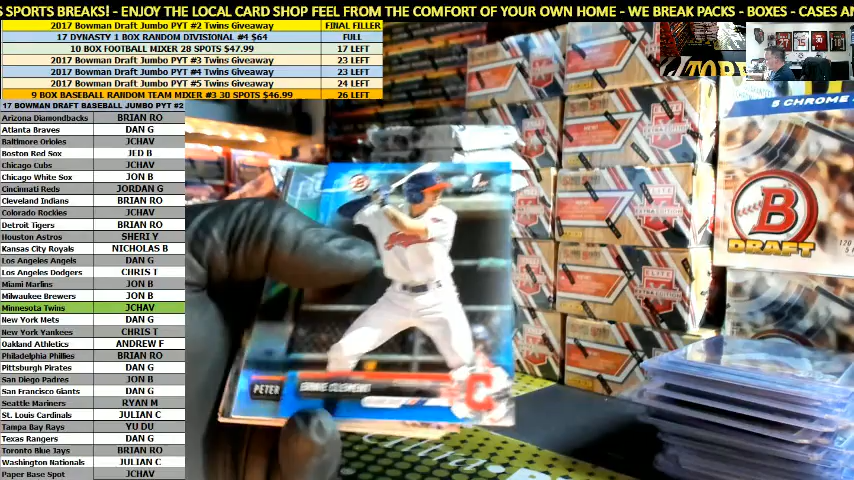 S SPORTS BREAKS! - ENJOY THE LOCAL CARD SHOP FEEL FROM THE COMFORT OF YOUR OWN HOME - WE BREAK PACKS - BOXES - CASES AN
2017 Bowman Draft Jumbo PYT #2 Twins Giveaway FINAL FILLER
17 DYNASTY 1 BOX RANDOM DIVISIONAL #4 $64 FULL
10 BOX FOOTBALL MIXER 28 SPOTS $47.99 17 LEFT
2017 Bowman Draft Jumbo PYT #3 Twins Giveaway 23 LEFT
2017 Bowman Draft Jumbo PYT #4 Twins Giveaway 23 LEFT
2017 Bowman Draft Jumbo PYT #5 Twins Giveaway 24 LEFT
9 BOX BASEBALL RANDOM TEAM MIXER #3 30 SPOTS $46.99 26 LEFT
17 BOWMAN DRAFT BASEBALL JUMBO PYT #2
Arizona Diamondbacks BRIAN RO
Atlanta Braves DAN G
Baltimore Orioles JCHAV
Boston Red Sox JED B
Chicago Cubs JCHAV
Chicago White Sox JON B
Cincinnati Reds JORDAN G
Cleveland Indians BRIAN RO
Colorado Rockies JCHAV
Detroit Tigers BRIAN RO
Houston Astros SHERI Y
Kansas City Royals NICHOLAS B
Los Angeles Angels DAN G
Los Angeles Dodgers CHRIS T
Miami Marlins JON B
Milwaukee Brewers JON B
Minnesota Twins JCHAV
New York Mets DAN G
New York Yankees CHRIS T
Oakland Athletics ANDREW F
Philadelphia Phillies BRIAN RO
Pittsburgh Pirates DAN G
San Diego Padres JON B
San Francisco Giants DAN G
Seattle Mariners RYAN M
St. Louis Cardinals JULIAN C
Tampa Bay Rays YU DU
Texas Rangers DAN G
Toronto Blue Jays BRIAN RO
Washington Nationals JULIAN C
Paper Base Spot JCHAV
5 CHROME
B
DRAFT
Indians
PETER
ERNIE CLEMENT
C
ELITE
EXTRA EDITION